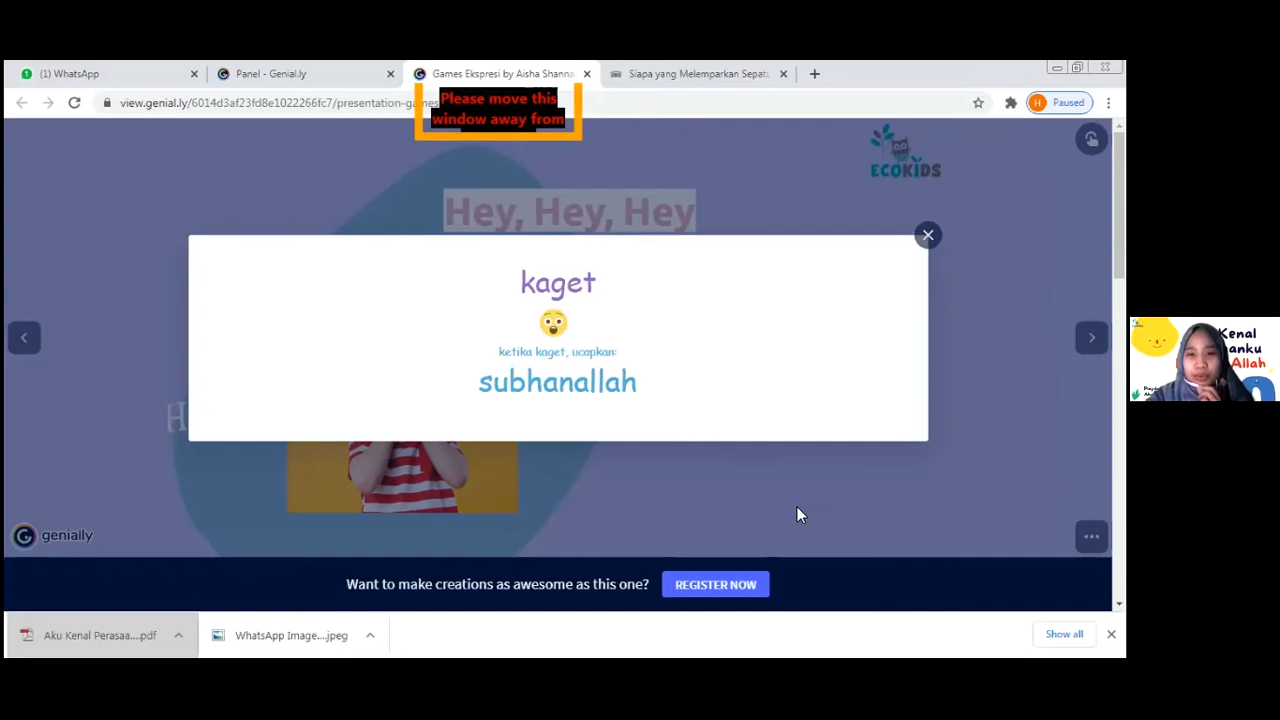 (1) WhatsApp
Panel - Genial.ly
Games Ekspresi by Aisha Shanna
Siapa yang Melemparkan Sepatu
view.genial.ly/6014d3af23fd8e1022266fc7/presentation-games
Paused
H
Please move this
window away from
ECOKIDS
Hey, Hey, Hey
kaget
ketika kaget, ucapkan:
subhanallah
H
Kenal
Allah
genially
Want to make creations as awesome as this one?
REGISTER NOW
Aku Kenal Perasaa....pdf
WhatsApp Image....jpeg
Show all